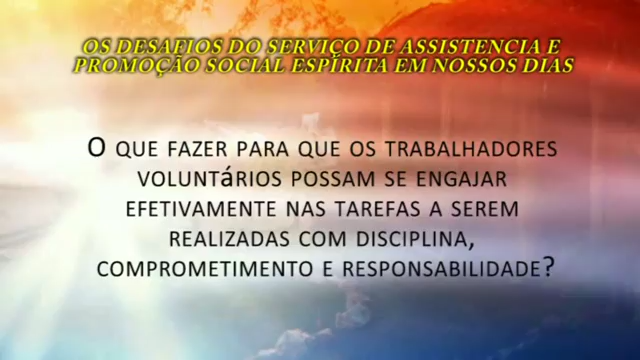 OS DESAFIOS DO SERVIÇO DE ASSISTENCIA E
PROMOÇÃO SOCIAL ESPÍRITA EM NOSSOS DIAS
O QUE FAZER PARA QUE OS TRABALHADORES
VOLUNTáRIOS POSSAM SE ENGAJAR
EFETIVAMENTE NAS TAREFAS A SEREM
REALIZADAS COM DISCIPLINA,
COMPROMETIMENTO E RESPONSABILIDADE?